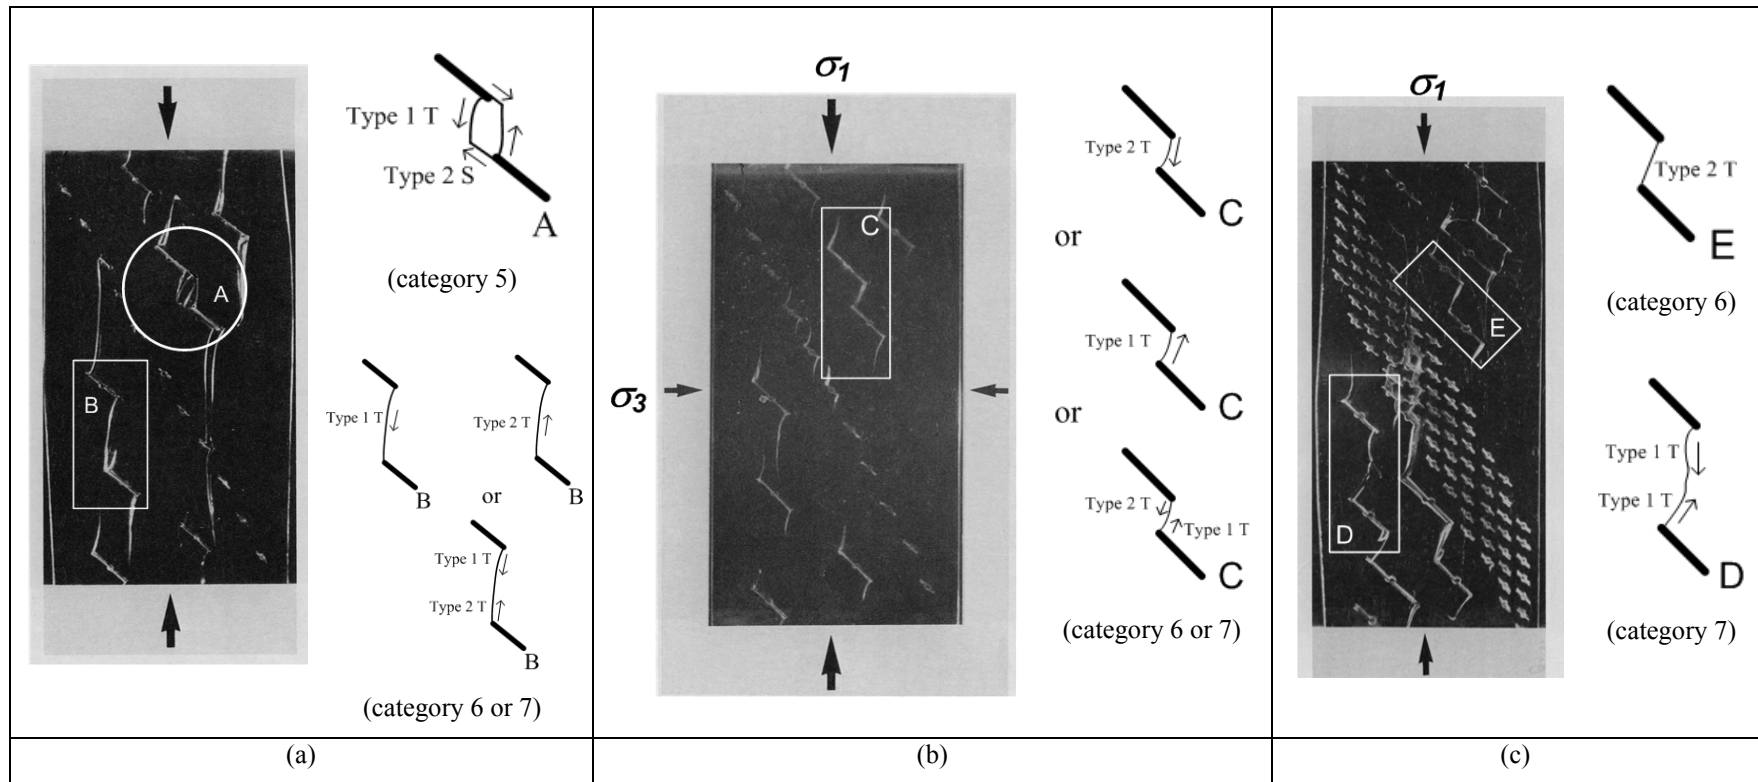 Type 1 T
Type 2 S
A
A
(category 5)
B
Type 1 T
B
Type 2 T
B
or
Type 1 T
Type 2 T
B
(category 6 or 7)
(a)
σ1
σ3
C
Type 2 T
C
or
Type 1 T
C
or
Type 2 T
Type 1 T
C
(category 6 or 7)
(b)
σ1
E
D
Type 2 T
E
(category 6)
Type 1 T
Type 1 T
D
(category 7)
(c)